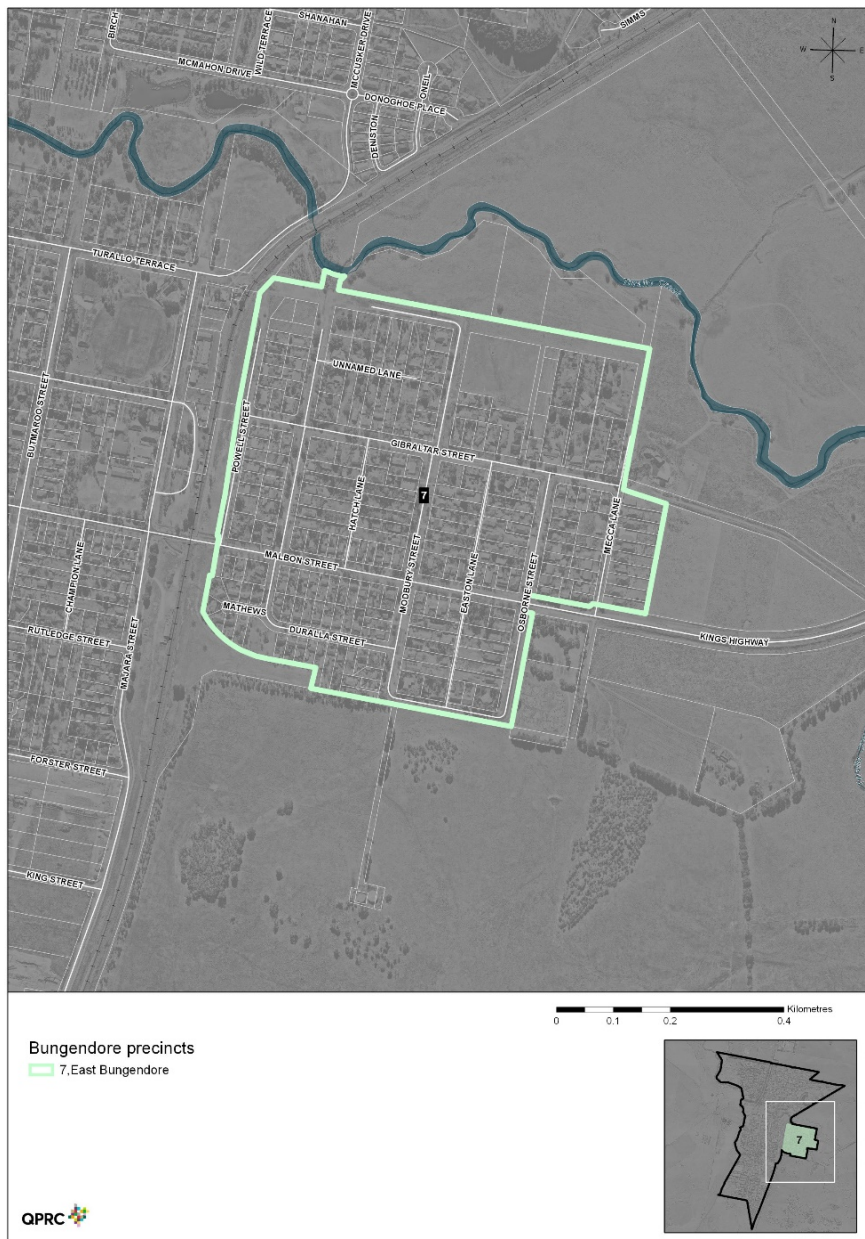 SHANAHAN
SIMMS
BIRCH
WILD TERRACE
MCCUSKER DRIVE
N
W E
S
MCMAHON DRIVE
ONEIL
DONOGHOE PLACE
DENISTON
TURALLO TERRACE
UNNAMED LANE
BUTMAROO STREET
POWELL STREET
GIBRALTAR STREET
7
HATCH LANE
MECCA LANE
MALBON STREET
MODBURY STREET
EASTON LANE
OSBORNE STREET
CHAMPION LANE
MATHEWS
RUTLEDGE STREET
DURALLA STREET
KINGS HIGHWAY
MAJARA STREET
FORSTER STREET
KING STREET
Kilometres
0 0.1 0.2 0.4
Bungendore precincts
7,East Bungendore
7
QPRC